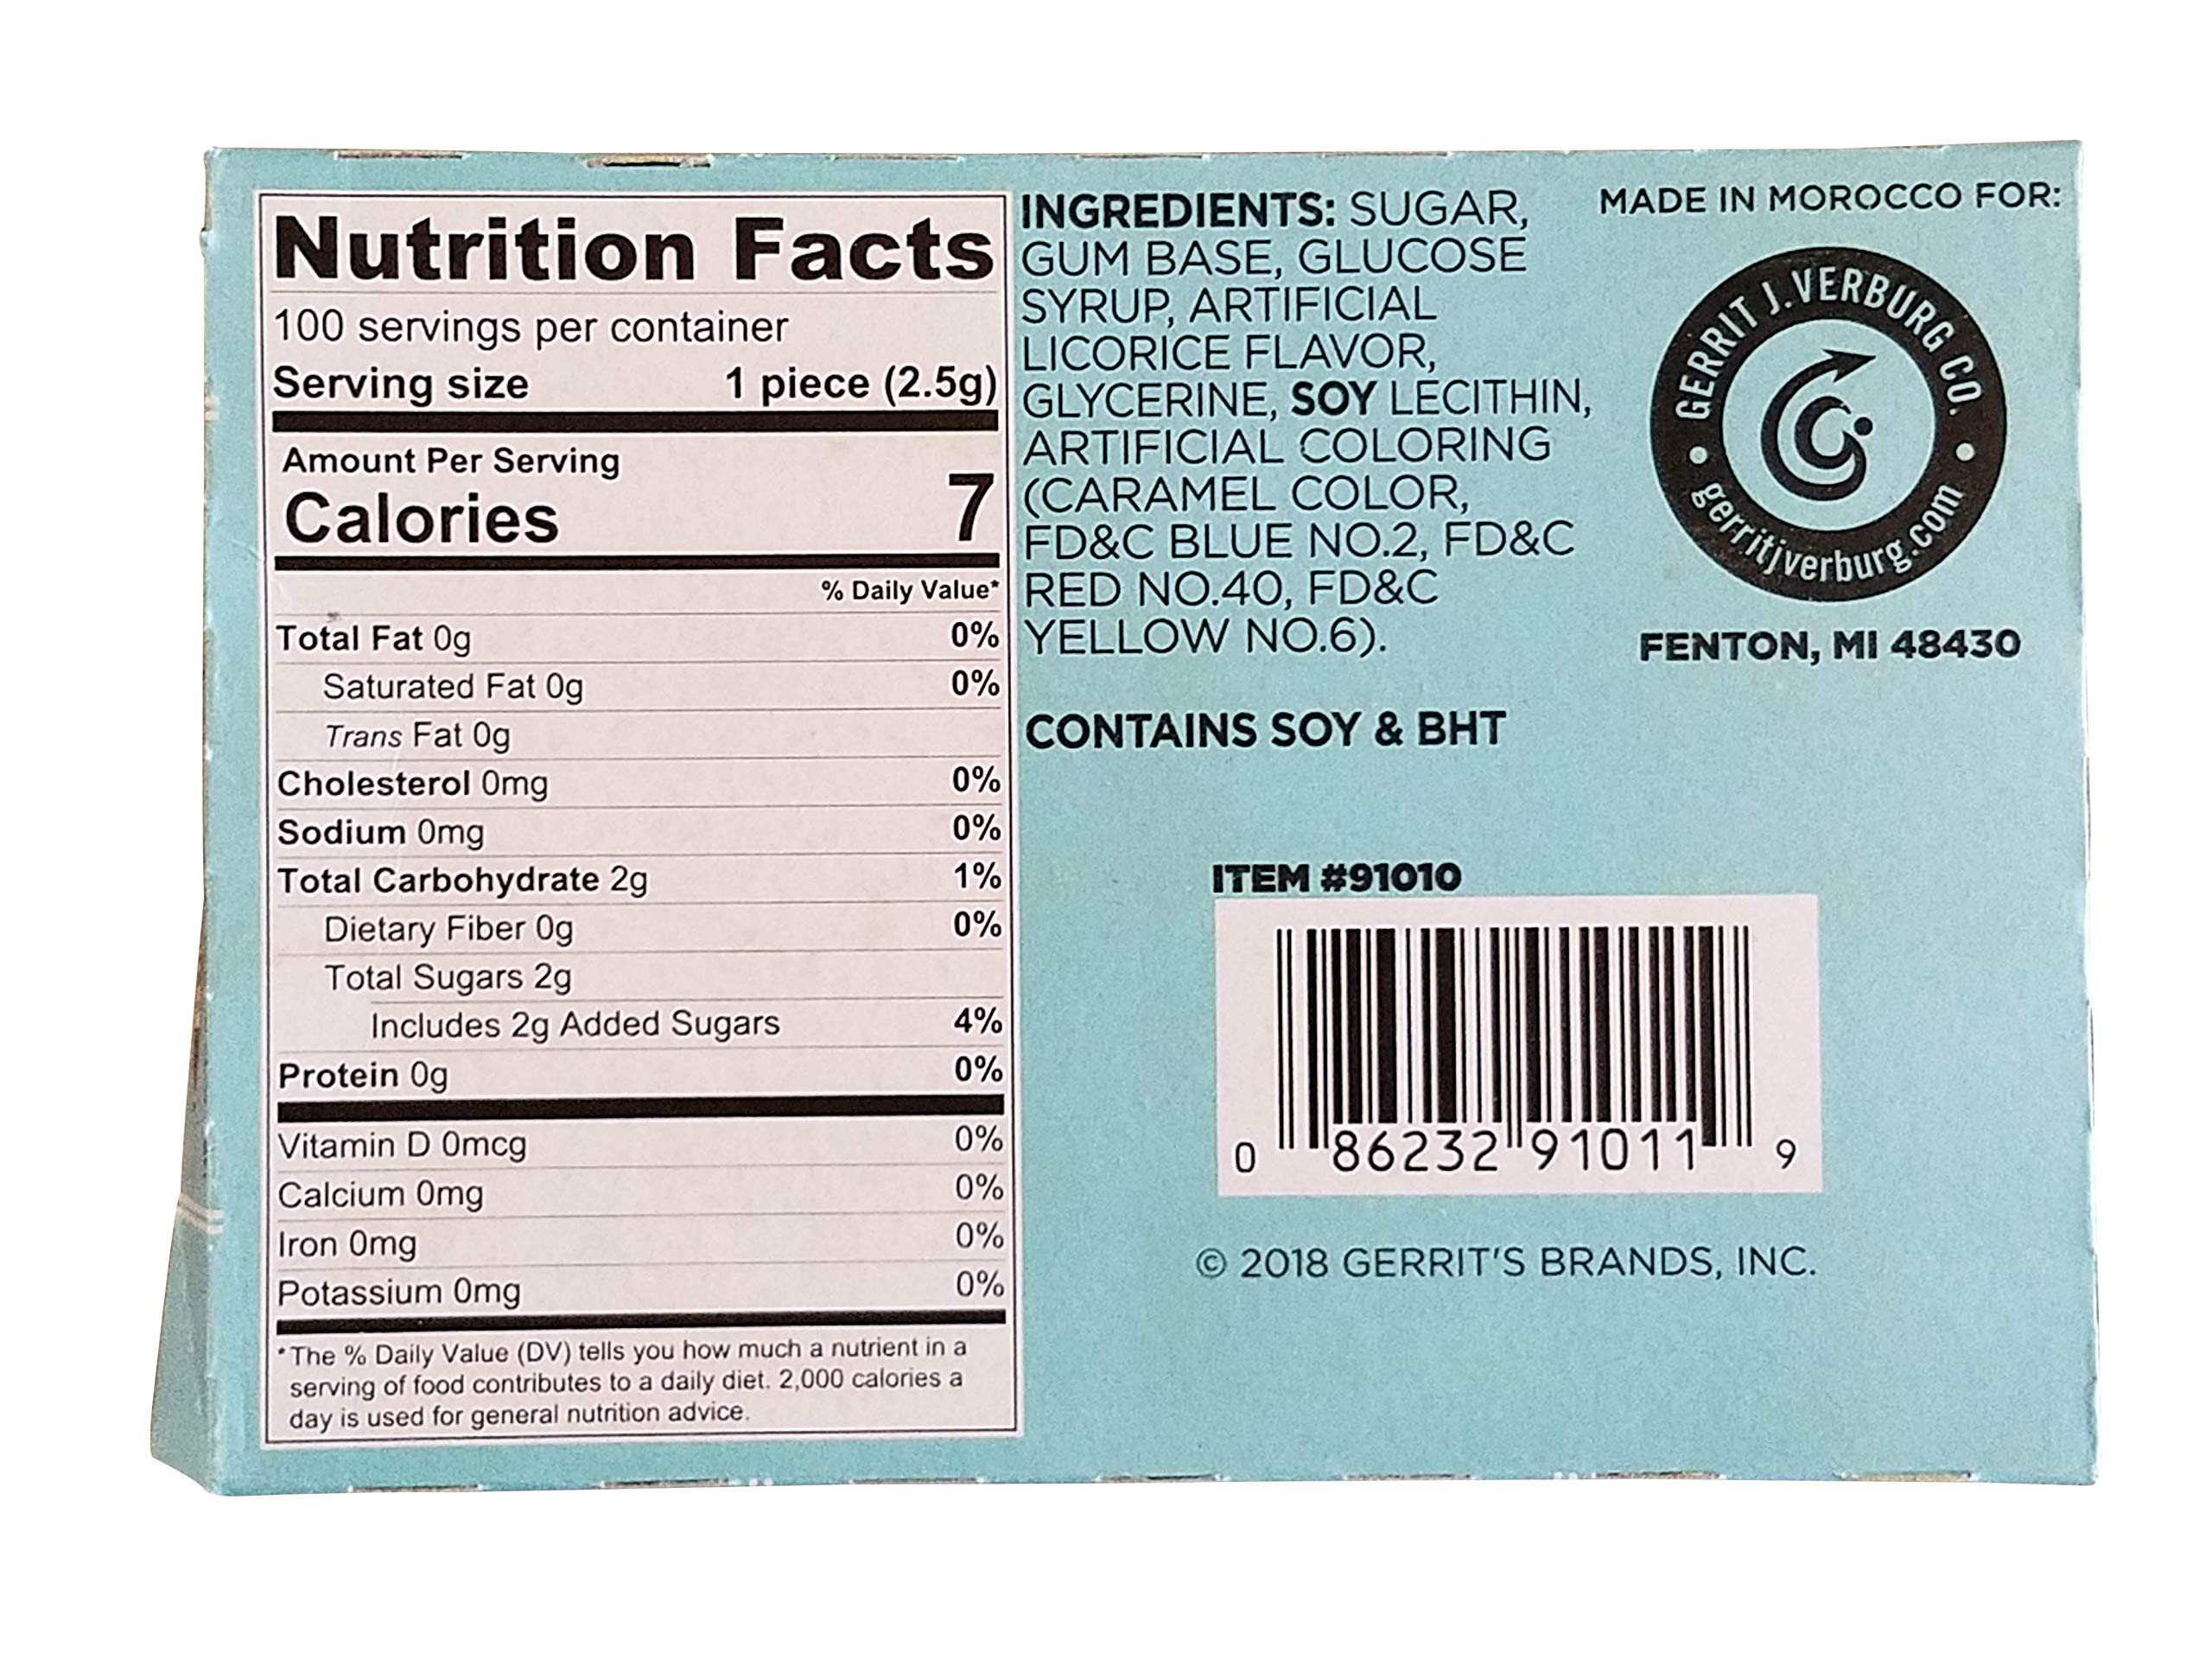 Nutrition Facts
100 servings per container
Serving size 1 piece (2.5g)
Amount Per Serving
Calories 7
% Daily Value*
Total Fat 0g 0%
Saturated Fat 0g 0%
Trans Fat 0g
Cholesterol 0mg 0%
Sodium 0mg 0%
Total Carbohydrate 2g 1%
Dietary Fiber 0g 0%
Total Sugars 2g
Includes 2g Added Sugars 4%
Protein 0g 0%
Vitamin D 0mcg 0%
Calcium 0mg 0%
Iron 0mg 0%
Potassium 0mg 0%
*The % Daily Value (DV) tells you how much a nutrient in a
serving of food contributes to a daily diet. 2,000 calories a
day is used for general nutrition advice.
INGREDIENTS: SUGAR,
GUM BASE, GLUCOSE
SYRUP, ARTIFICIAL
LICORICE FLAVOR,
GLYCERINE, SOY LECITHIN,
ARTIFICIAL COLORING
(CARAMEL COLOR,
FD&C BLUE NO.2, FD&C
RED NO.40, FD&C
YELLOW NO.6).
CONTAINS SOY & BHT
MADE IN MOROCCO FOR:
GERRIT J. VERBURG CO.
gerritjverburg.com
FENTON, MI 48430
ITEM #91010
0 86232 91011 9
© 2018 GERRIT'S BRANDS, INC.